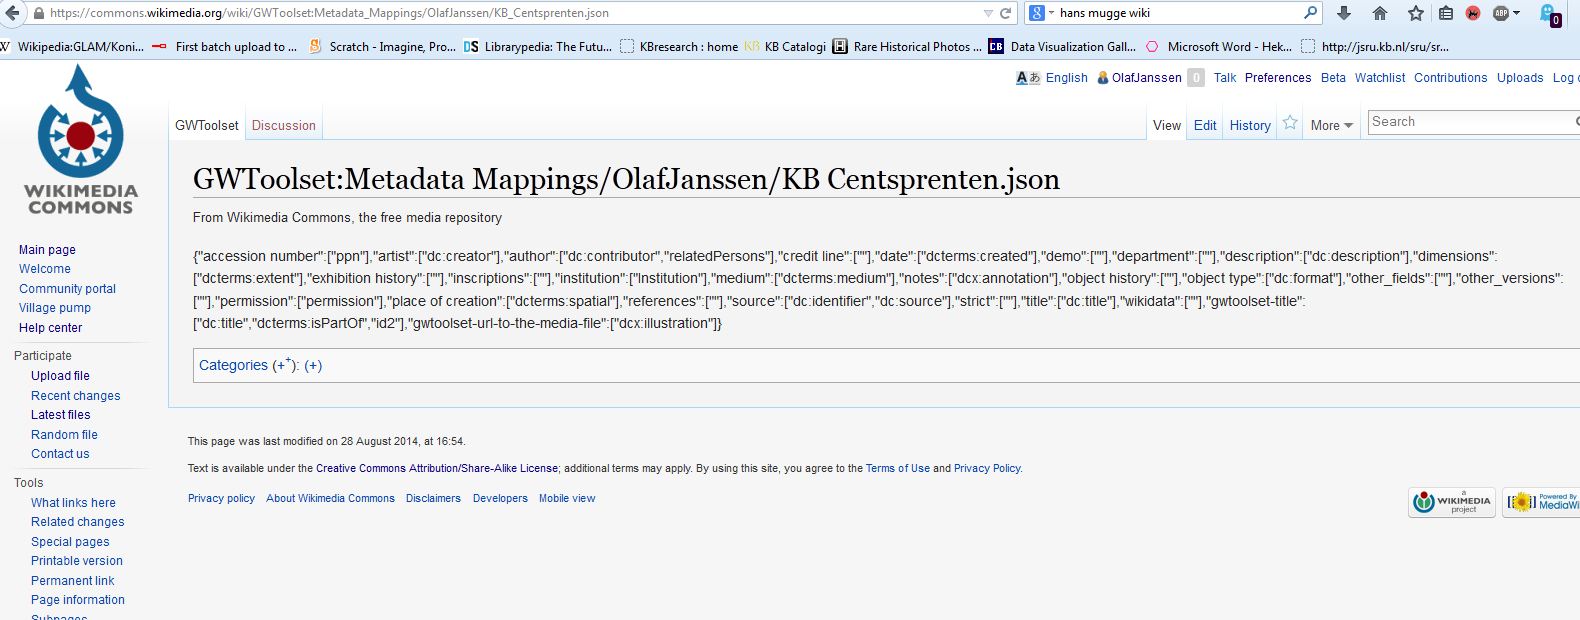 https://commons.wikimedia.org/wiki/GWToolset:Metadata_Mappings/OlafJanssen/KB_Centsprenten.json
hans mugge wiki
ABP
0
Wikipedia:GLAM/Koni...
First batch upload to ...
Scratch - Imagine, Pro...
DS Librarypedia: The Futu...
KBresearch : home
KB KB Catalogi
H Rare Historical Photos ...
CB Data Visualization Gall...
Microsoft Word - Hek...
http://jsru.kb.nl/sru/sr...
English
OlafJanssen
0
Talk
Preferences
Beta
Watchlist
Contributions
Uploads
Log
WIKIMEDIA
COMMONS
GWToolset
Discussion
View
Edit
History
More
Search
GWToolset:Metadata Mappings/OlafJanssen/KB Centsprenten.json
From Wikimedia Commons, the free media repository
{"accession number":["ppn"],"artist":["dc:creator"],"author":["dc:contributor","relatedPersons"],"credit line":[""],"date":["dcterms:created"],"demo":[""],"department":[""],"description":["dc:description"],"dimensions":
["dcterms:extent"],"exhibition history":[""],"inscriptions":[""],"institution":["Institution"],"medium":["dcterms:medium"],"notes":["dcx:annotation"],"object history":[""],"object type":["dc:format"],"other_fields":[""],"other_versions":
[""],"permission":["permission"],"place of creation":["dcterms:spatial"],"references":[""],"source":["dc:identifier","dc:source"],"strict":[""],"title":["dc:title"],"wikidata":[""],"gwtoolset-title":
["dc:title","dcterms:isPartOf","id2"],"gwtoolset-url-to-the-media-file":["dcx:illustration"]}
Categories (+⁺): (+)
Main page
Welcome
Community portal
Village pump
Help center
Participate
Upload file
Recent changes
Latest files
Random file
Contact us
Tools
What links here
Related changes
Special pages
Printable version
Permanent link
Page information
Subpages
This page was last modified on 28 August 2014, at 16:54.
Text is available under the Creative Commons Attribution/Share-Alike License; additional terms may apply. By using this site, you agree to the Terms of Use and Privacy Policy.
Privacy policy
About Wikimedia Commons
Disclaimers
Developers
Mobile view
a
WIKIMEDIA
project
Powered By
MediaWi